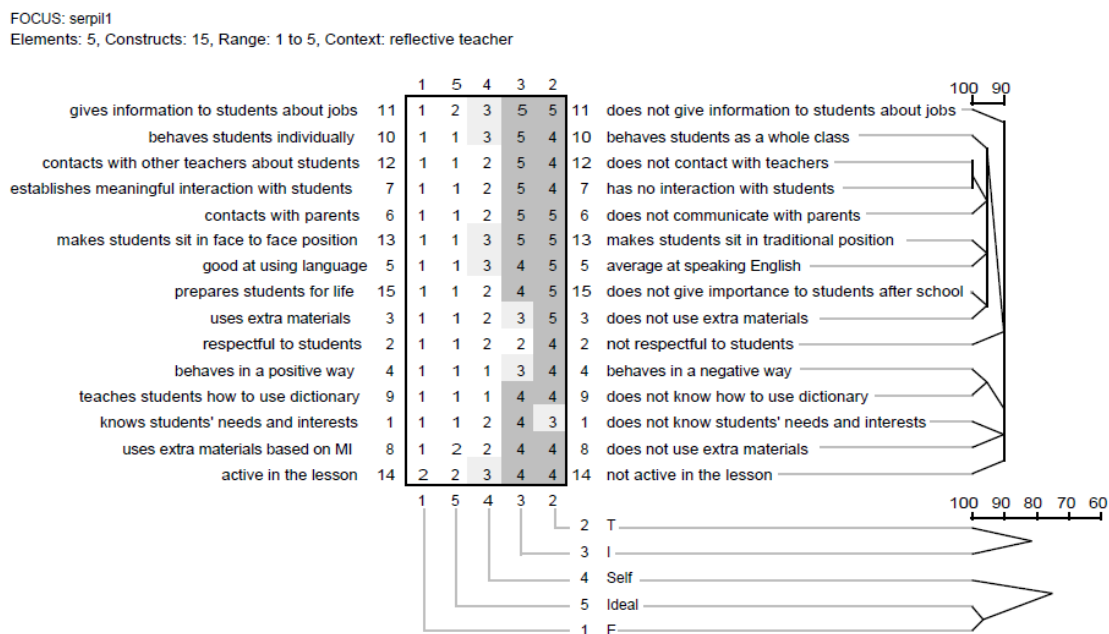 FOCUS: serpil1
Elements: 5, Constructs: 15, Range: 1 to 5, Context: reflective teacher
1 5 4 3 2
100 90
gives information to students about jobs 11 1 2 3 5 5 11 does not give information to students about jobs
behaves students individually 10 1 1 3 5 4 10 behaves students as a whole class
contacts with other teachers about students 12 1 1 2 5 4 12 does not contact with teachers
establishes meaningful interaction with students 7 1 1 2 5 4 7 has no interaction with students
contacts with parents 6 1 1 2 5 5 6 does not communicate with parents
makes students sit in face to face position 13 1 1 3 5 5 13 makes students sit in traditional position
good at using language 5 1 1 3 4 5 5 average at speaking English
prepares students for life 15 1 1 2 4 5 15 does not give importance to students after school
uses extra materials 3 1 1 2 3 5 3 does not use extra materials
respectful to students 2 1 1 2 2 4 2 not respectful to students
behaves in a positive way 4 1 1 1 3 4 4 behaves in a negative way
teaches students how to use dictionary 9 1 1 1 4 4 9 does not know how to use dictionary
knows students' needs and interests 1 1 1 2 4 3 1 does not know students' needs and interests
uses extra materials based on MI 8 1 2 2 4 4 8 does not use extra materials
active in the lesson 14 2 2 3 4 4 14 not active in the lesson
1 5 4 3 2
100 90 80 70 60
2 T
3 I
4 Self
5 Ideal
1 E